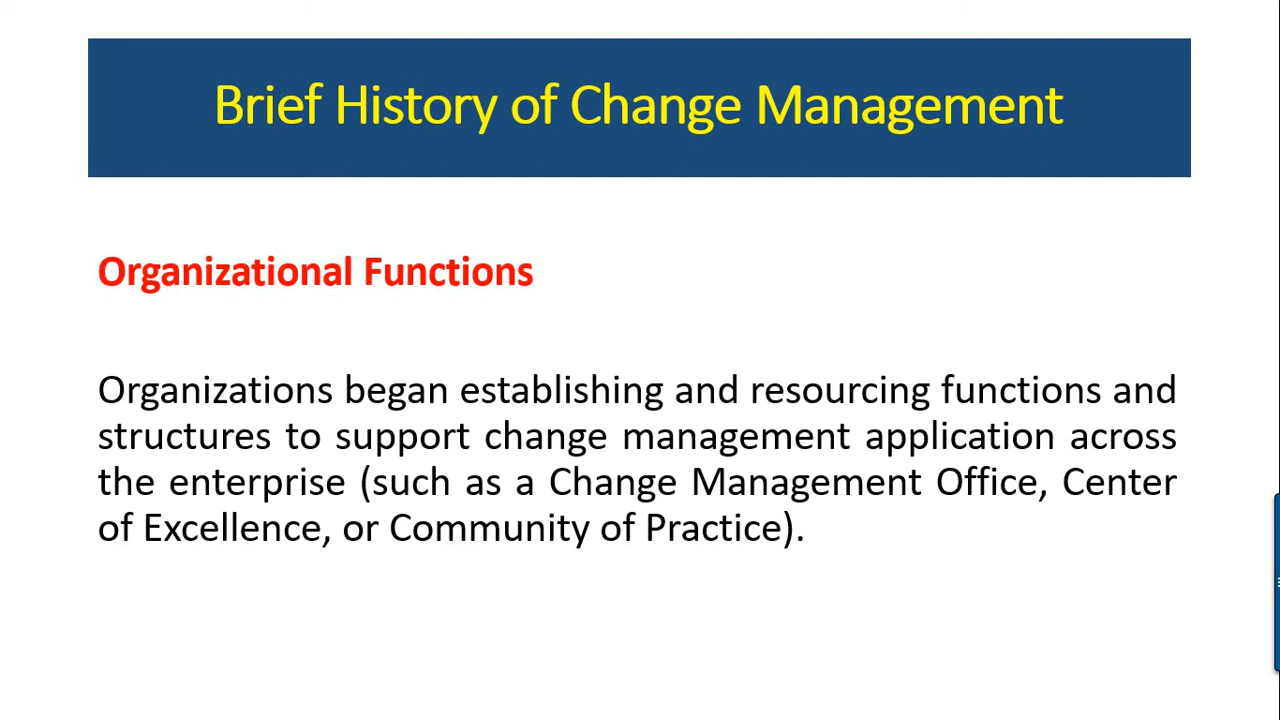 Brief History of Change Management
Organizational Functions
Organizations began establishing and resourcing functions and
structures to support change management application across
the enterprise (such as a Change Management Office, Center
of Excellence, or Community of Practice).